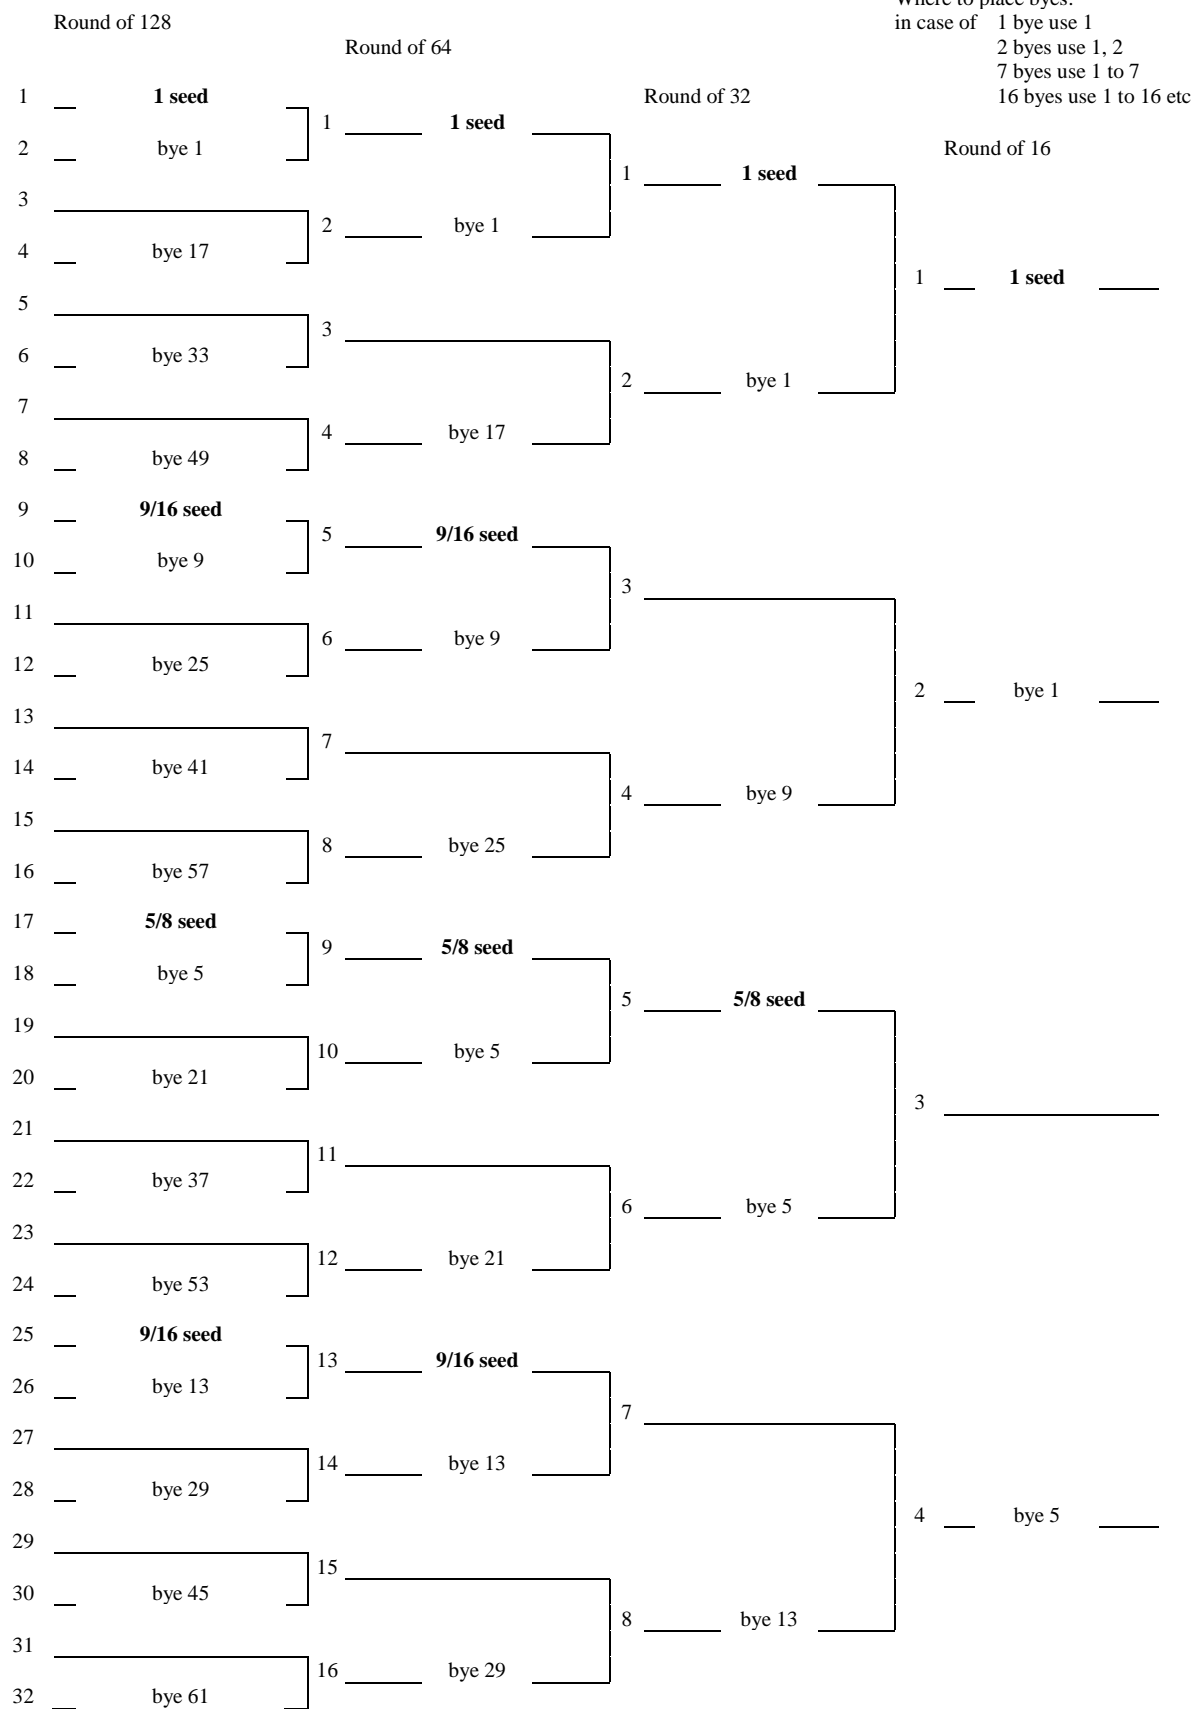 Where to place byes:
Round of 128
in case of 1 bye use 1
Round of 64
2 byes use 1, 2
7 byes use 1 to 7
1 1 seed
Round of 32
16 byes use 1 to 16 etc
1 1 seed
2 bye 1
Round of 16
1 1 seed
3
2 bye 1
4 bye 17
1 1 seed
5
3
6 bye 33
2 bye 1
7
4 bye 17
8 bye 49
9 9/16 seed
5 9/16 seed
10 bye 9
3
11
6 bye 9
12 bye 25
2 bye 1
13
7
14 bye 41
4 bye 9
15
8 bye 25
16 bye 57
17 5/8 seed
9 5/8 seed
18 bye 5
5 5/8 seed
19
10 bye 5
20 bye 21
3
21
11
22 bye 37
6 bye 5
23
12 bye 21
24 bye 53
25 9/16 seed
13 9/16 seed
26 bye 13
7
27
14 bye 13
28 bye 29
4 bye 5
29
15
30 bye 45
8 bye 13
31
16 bye 29
32 bye 61